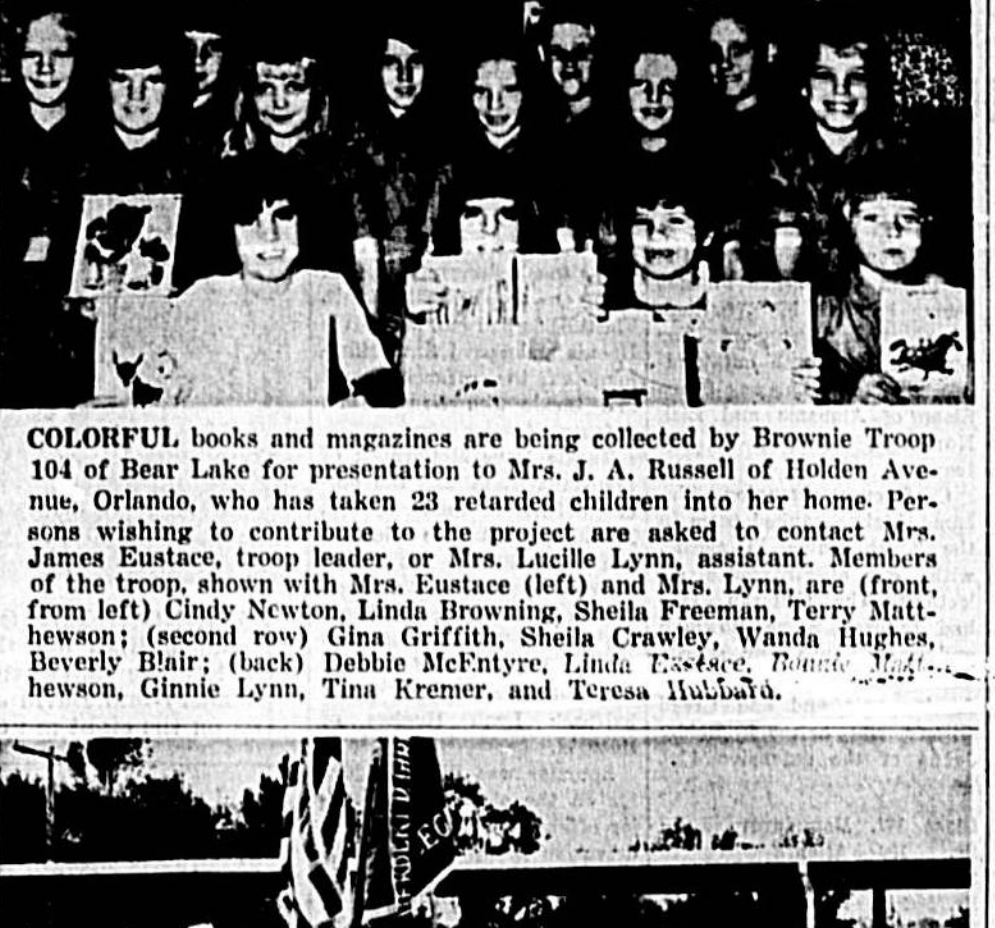 COLORFUL books and magazines are being collected by Brownie Troop
104 of Bear Lake for presentation to Mrs. J. A. Russell of Holden Ave-
nue, Orlando, who has taken 23 retarded children into her home. Per-
sons wishing to contribute to the project are asked to contact Mrs.
James Eustace, troop leader, or Mrs. Lucille Lynn, assistant. Members
of the troop, shown with Mrs. Eustace (left) and Mrs. Lynn, are (front,
from left) Cindy Newton, Linda Browning, Sheila Freeman, Terry Matt-
hewson; (second row) Gina Griffith, Sheila Crawley, Wanda Hughes,
Beverly Blair; (back) Debbie McEntyre, Linda Bonnie
hewson, Ginnie Lynn, Tina Kremer, and Teresa Hubbard.